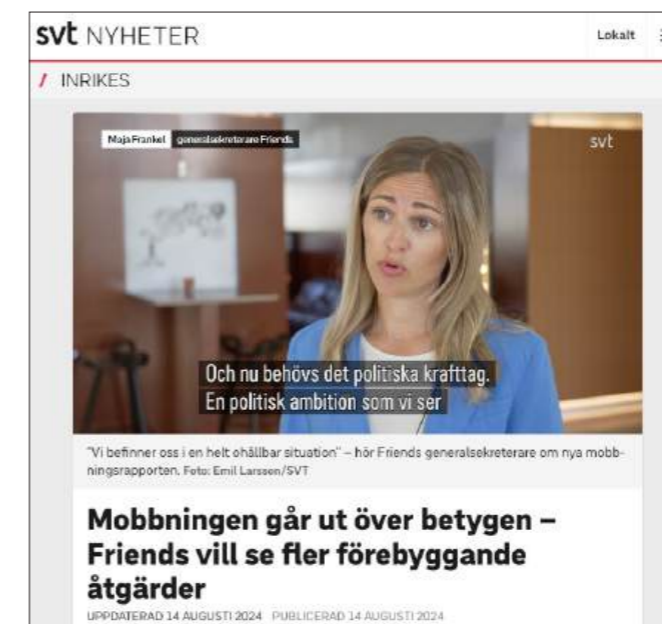 svt NYHETER
Lokalt
/ INRIKES
Maja Frankel generalsekreterare Friends
svt
Och nu behövs det politiska krafttag.
En politisk ambition som vi ser
"Vi befinner oss i en helt ohållbar situation" – hör Friends generalsekreterare om nya mobb-
ningsrapporten. Foto: Emil Larsson/SVT
Mobbningen går ut över betygen –
Friends vill se fler förebyggande
åtgärder
UPPDATERAD 14 AUGUSTI 2024 PUBLICERAD 14 AUGUSTI 2024